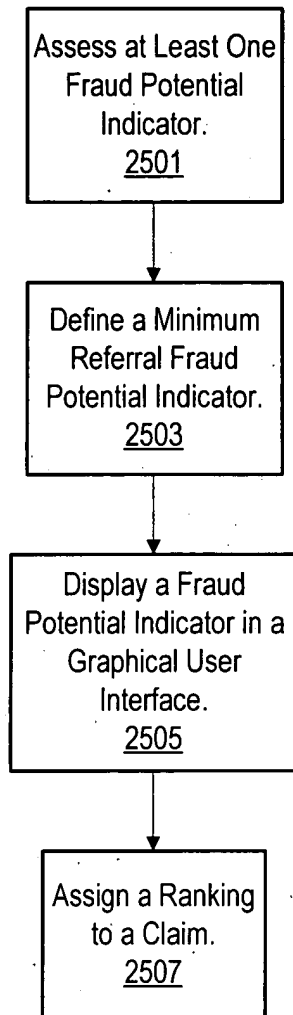 Assess at Least One
Fraud Potential
Indicator.
2501
Define a Minimum
Referral Fraud
Potential Indicator.
2503
Display a Fraud
Potential Indicator in a
Graphical User
Interface.
2505
Assign a Ranking
to a Claim.
2507